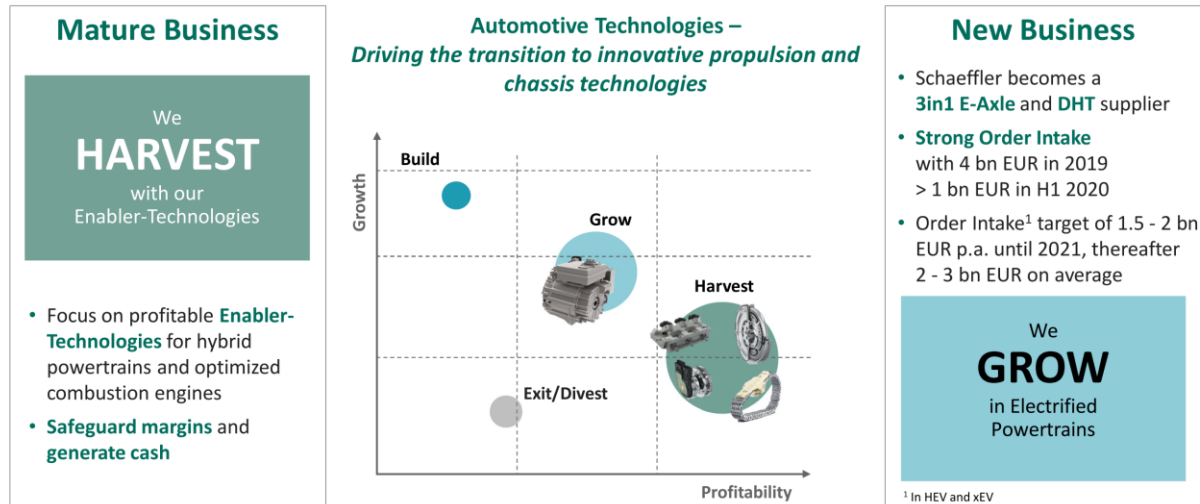 Mature Business
We
HARVEST
with our
Enabler-Technologies
• Focus on profitable Enabler-
Technologies for hybrid
powertrains and optimized
combustion engines
• Safeguard margins and
generate cash
Automotive Technologies –
Driving the transition to innovative propulsion and
chassis technologies
Growth
Build
Grow
Harvest
Exit/Divest
Profitability
New Business
• Schaeffler becomes a
3in1 E-Axle and DHT supplier
• Strong Order Intake
with 4 bn EUR in 2019
> 1 bn EUR in H1 2020
• Order Intake¹ target of 1.5 - 2 bn
EUR p.a. until 2021, thereafter
2 - 3 bn EUR on average
We
GROW
in Electrified
Powertrains
¹ In HEV and xEV